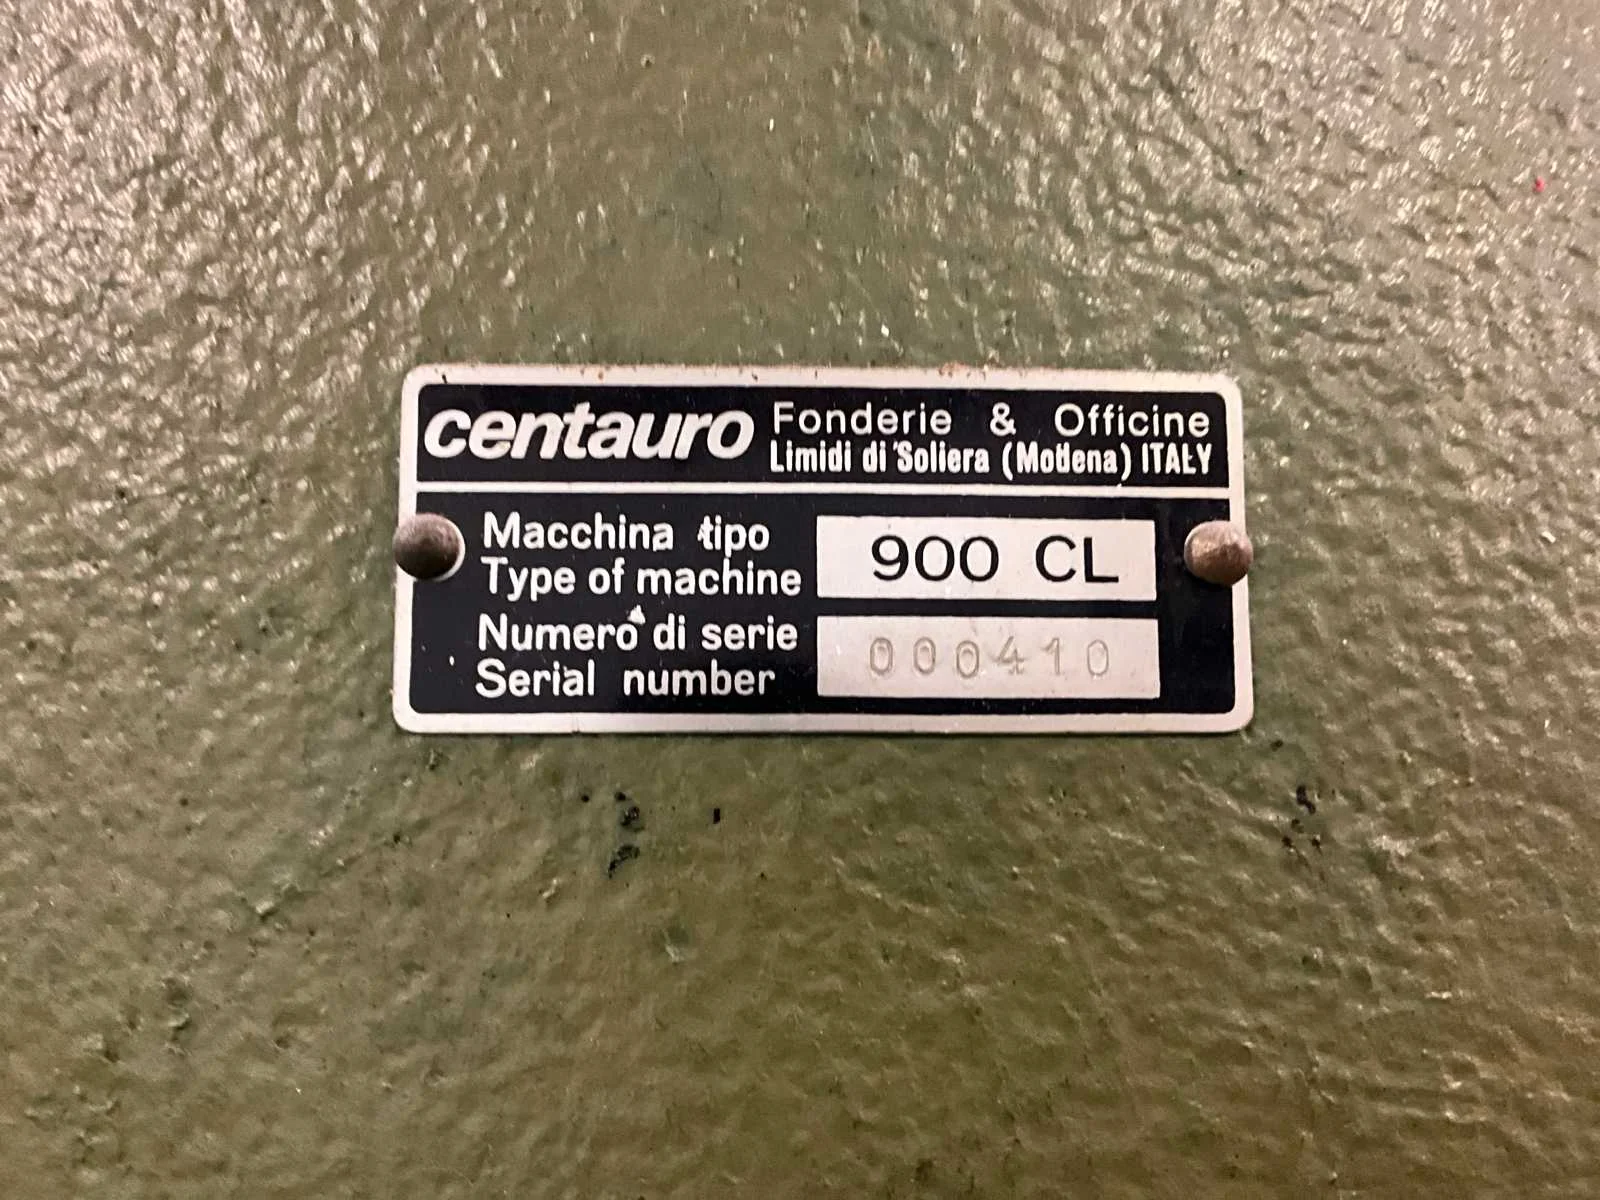 centauro Fonderie & Officine
Limidi di Soliera (Modena) ITALY
Macchina tipo
Type of machine
900 CL
Numero di serie
Serial number
000410